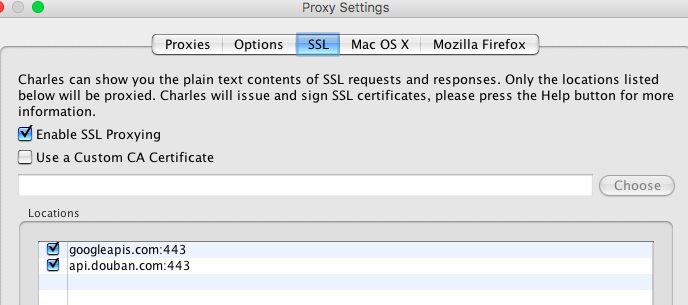 Proxy Settings
Proxies Options SSL Mac OS X Mozilla Firefox
Charles can show you the plain text contents of SSL requests and responses. Only the locations listed
below will be proxied. Charles will issue and sign SSL certificates, please press the Help button for more
information.
Enable SSL Proxying
Use a Custom CA Certificate
Choose
Locations
googleapis.com:443
api.douban.com:443